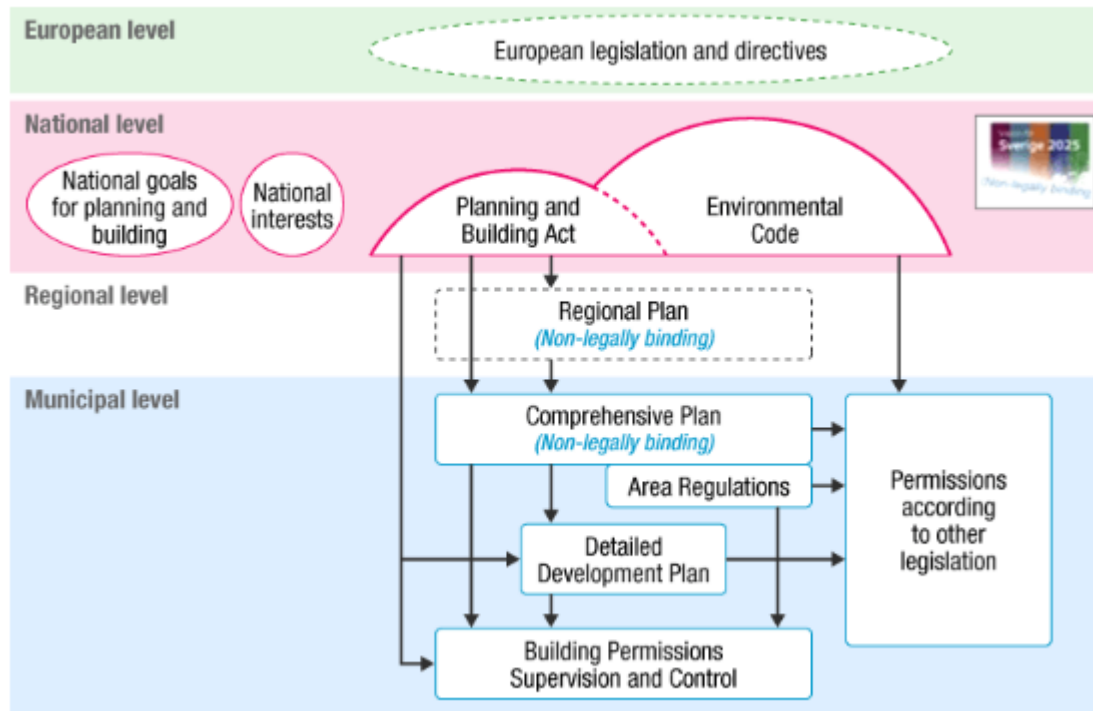 European level
European legislation and directives
National level
National goals
for planning and
building
National
interests
Planning and
Building Act
Environmental
Code
Sverige 2025
(Non-legally binding)
Regional level
Regional Plan
(Non-legally binding)
Municipal level
Comprehensive Plan
(Non-legally binding)
Area Regulations
Permissions
according
to other
legislation
Detailed
Development Plan
Building Permissions
Supervision and Control